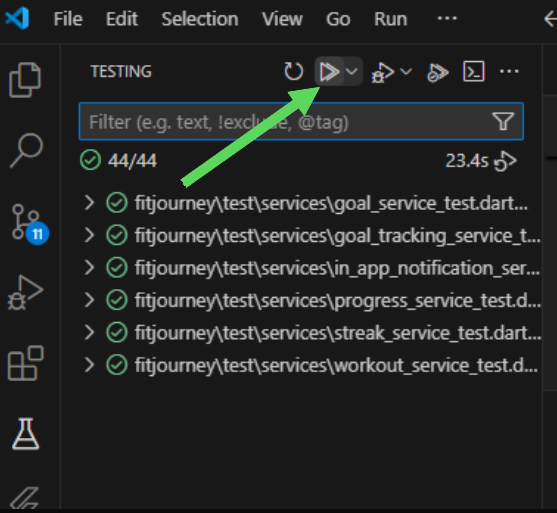 File Edit Selection View Go Run ...
TESTING
Filter (e.g. text, !exclude, @tag)
44/44 23.4s
fitjourney\test\services\goal_service_test.dart...
fitjourney\test\services\goal_tracking_service_t...
11
fitjourney\test\services\in_app_notification_ser...
fitjourney\test\services\progress_service_test.d...
fitjourney\test\services\streak_service_test.dart...
fitjourney\test\services\workout_service_test.d...